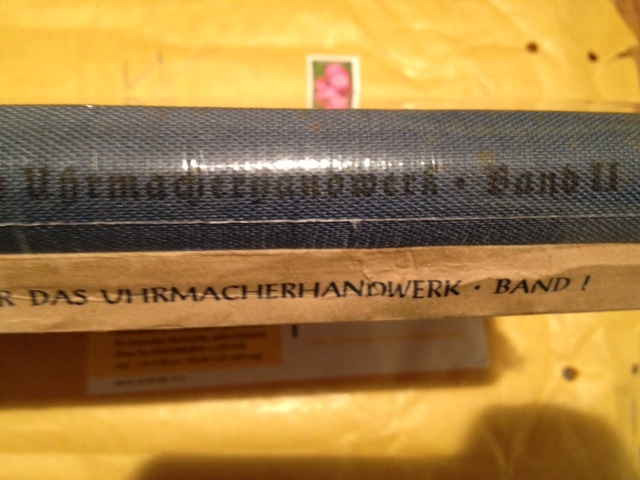 s Uhrmacherhandwerk · Band II
R DAS UHRMACHERHANDWERK · BAND I